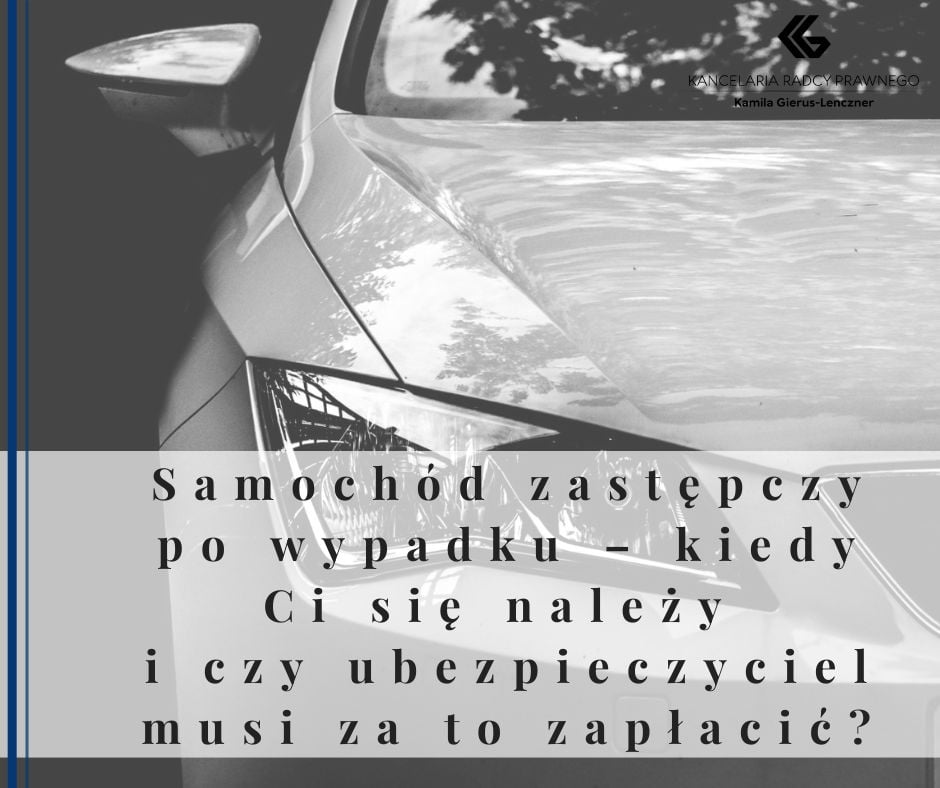 KANCELARIA RADCY PRAWNEGO
Kamila Gierus-Lenczner
Samochód zastępczy
po wypadku – kiedy
Ci się należy
i czy ubezpieczyciel
musi za to zapłacić?